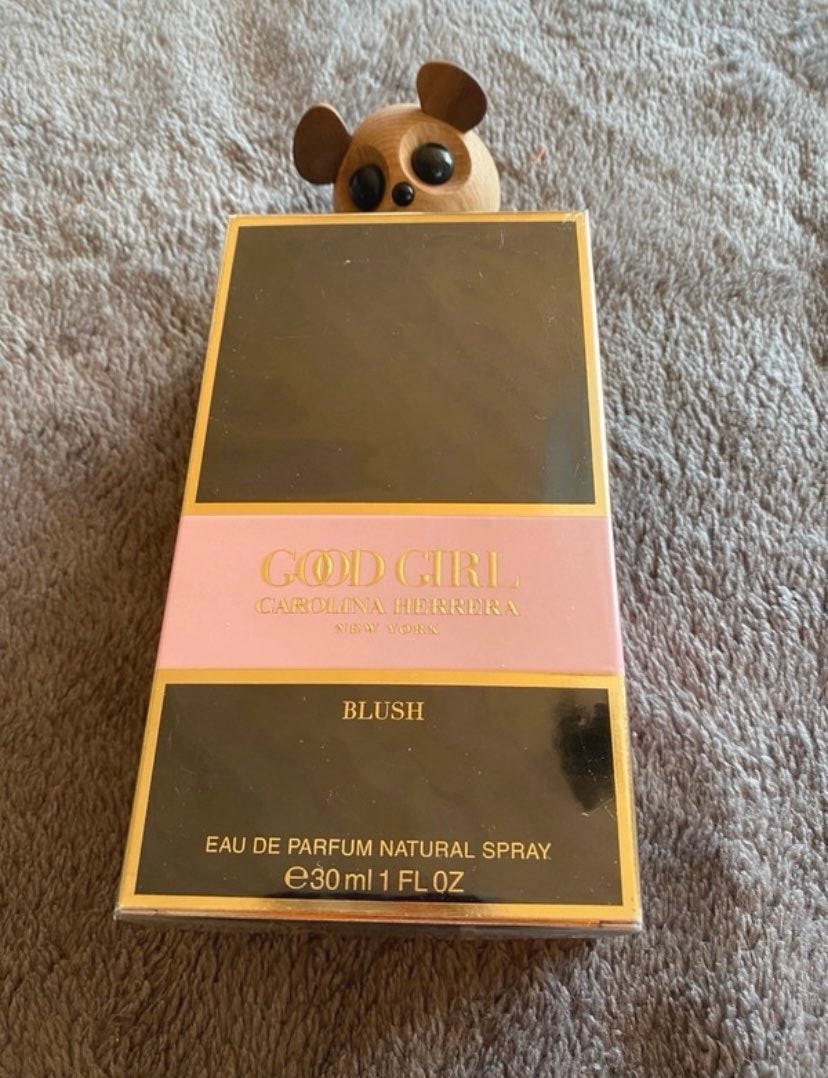 GOOD GIRL
CAROLINA HERRERA
NEW YORK
BLUSH
EAU DE PARFUM NATURAL SPRAY
℮30 ml 1 FL OZ